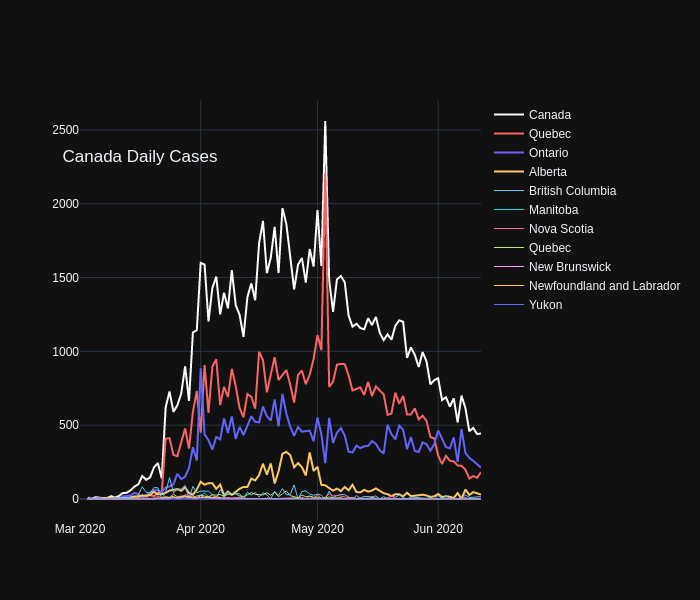 Canada Daily Cases
2500
2000
1500
1000
500
0
Mar 2020
Apr 2020
May 2020
Jun 2020
Canada
Quebec
Ontario
Alberta
British Columbia
Manitoba
Nova Scotia
Quebec
New Brunswick
Newfoundland and Labrador
Yukon